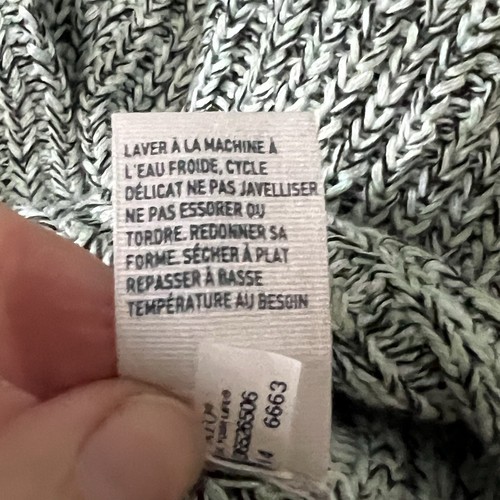 LAVER À LA MACHINE À
L'EAU FROIDE, CYCLE
DÉLICAT NE PAS JAVELLISER
NE PAS ESSORER OU
TORDRE. REDONNER SA
FORME. SÉCHER À PLAT
REPASSER À BASSE
TEMPÉRATURE AU BESOIN
6663